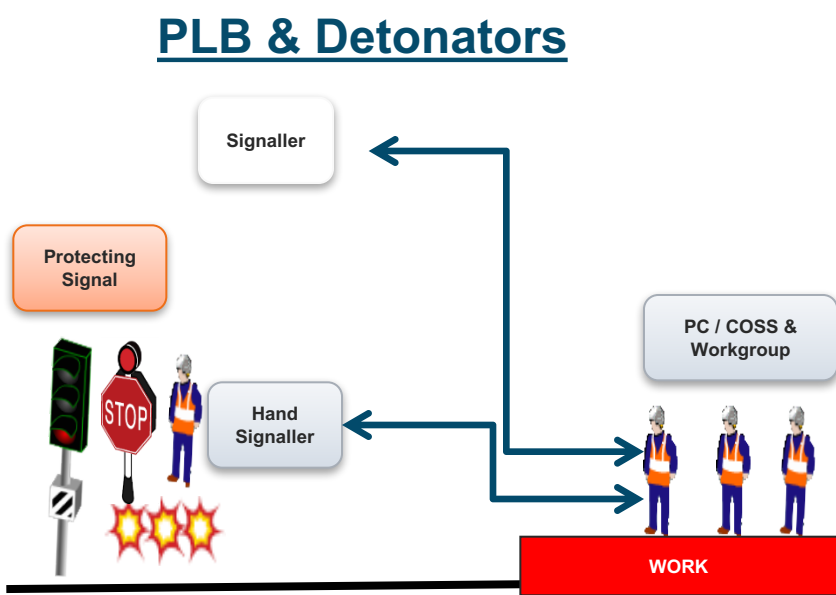 PLB & Detonators
Signaller
Protecting
Signal
PC / COSS &
Workgroup
STOP
Hand
Signaller
WORK